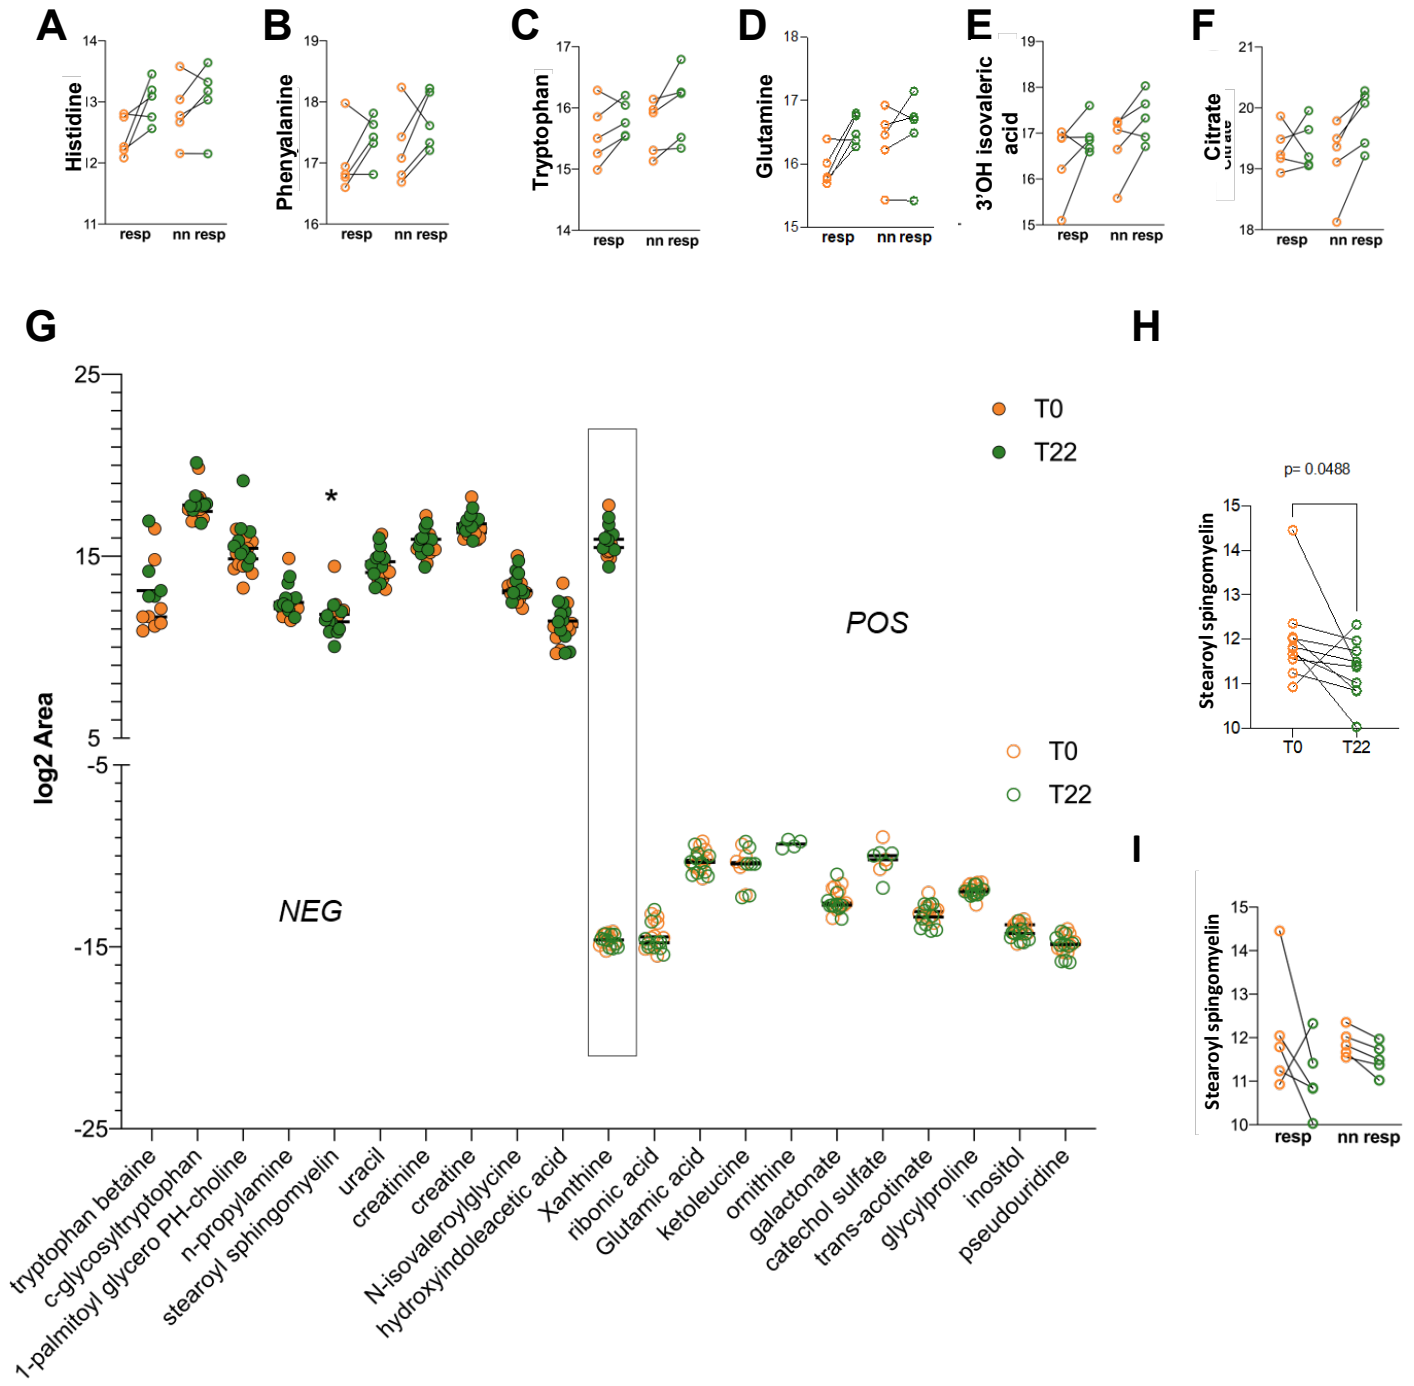 A
B
C
D
E
F
14
13
12
11
Histidine
resp
nn resp
19
18
17
16
Phenyalanine
resp
nn resp
17
16
15
14
Tryptophan
resp
nn resp
18
17
16
15
Glutamine
resp
nn resp
19
18
17
16
15
3'OH isovaleric
acid
resp
nn resp
21
20
19
18
Citrate
Citrate
resp
nn resp
G
25
15
5
-5
-15
-25
log2 Area
T0
T22
*
POS
T0
T22
NEG
tryptophan betaine
c-glycosyltryptophan
1-palmitoyl glycero PH-choline
n-propylamine
stearoyl sphingomyelin
uracil
creatinine
creatine
N-isovaleroylglycine
hydroxyindoleacetic acid
Xanthine
ribonic acid
Glutamic acid
ketoleucine
ornithine
galactonate
catechol sulfate
trans-acotinate
glycylproline
inositol
pseudouridine
H
p= 0.0488
15
14
13
12
11
10
Stearoyl spingomyelin
T0
T22
I
15
14
13
12
11
10
Stearoyl spingomyelin
resp
nn resp